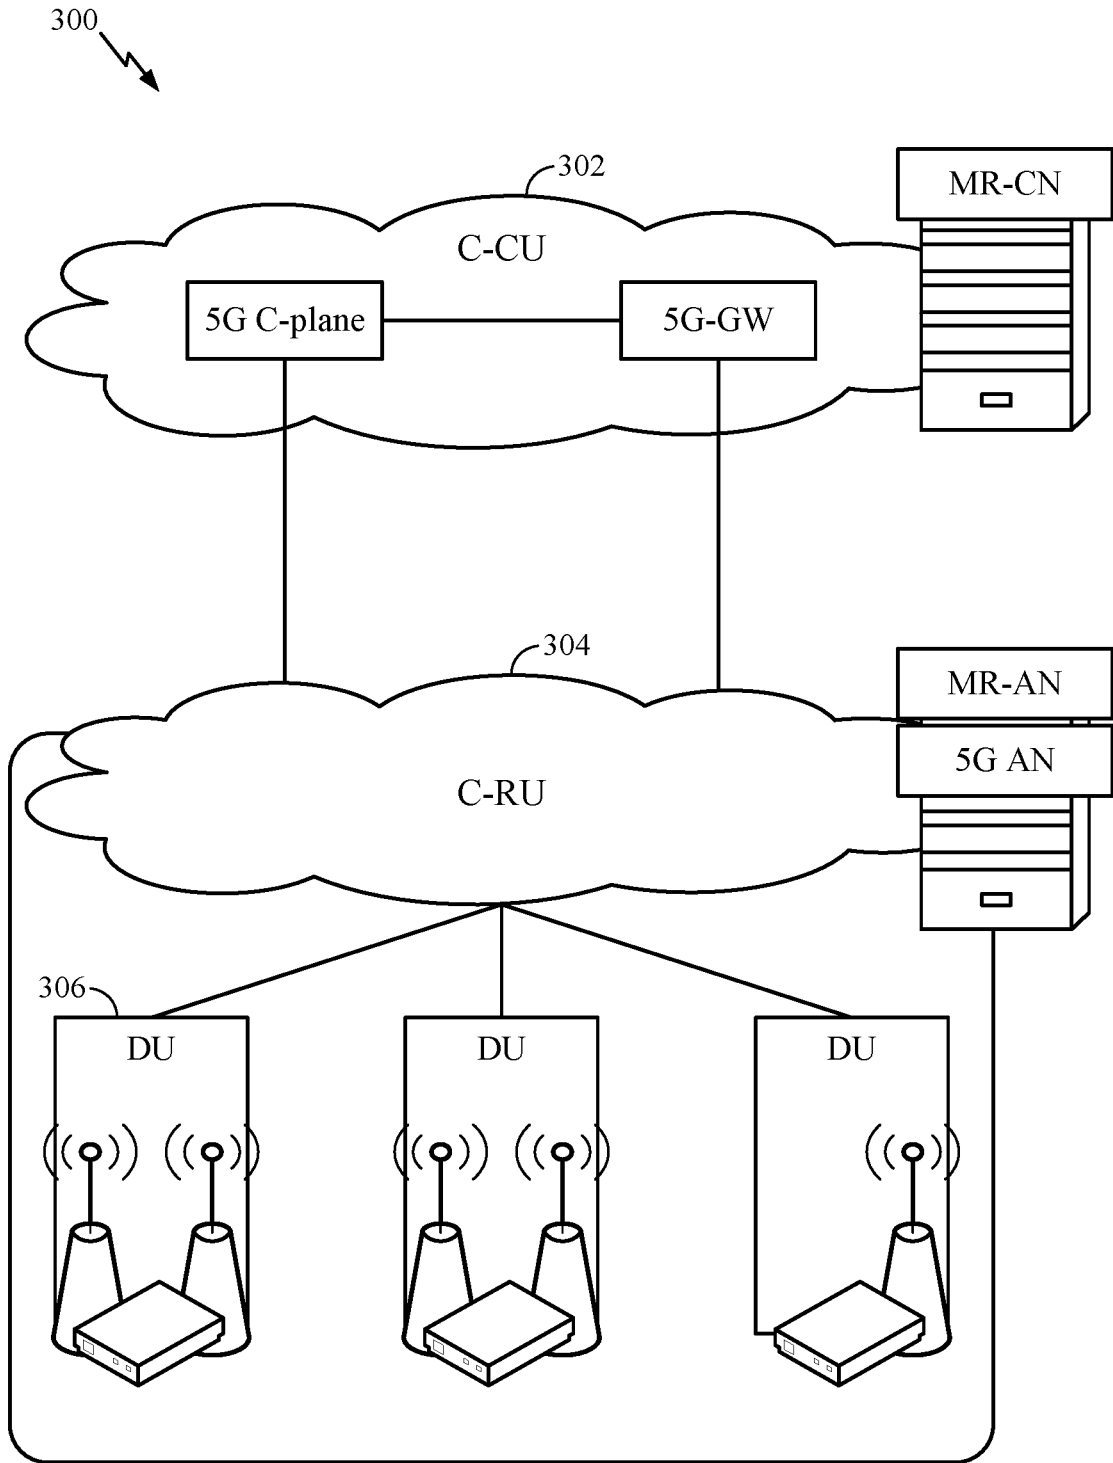 300
302
MR-CN
C-CU
5G C-plane
5G-GW
304
MR-AN
5G AN
C-RU
306
DU
DU
DU